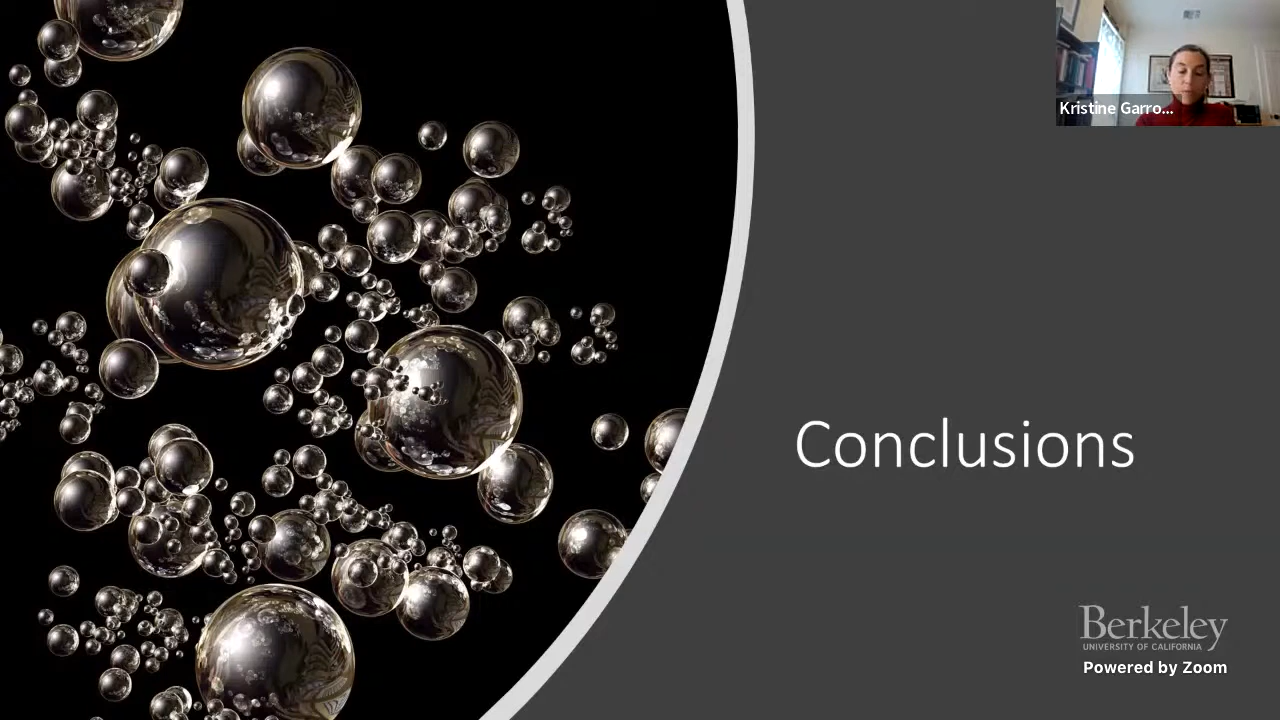 Kristine Garro...
Conclusions
Berkeley
UNIVERSITY OF CALIFORNIA
Powered by Zoom